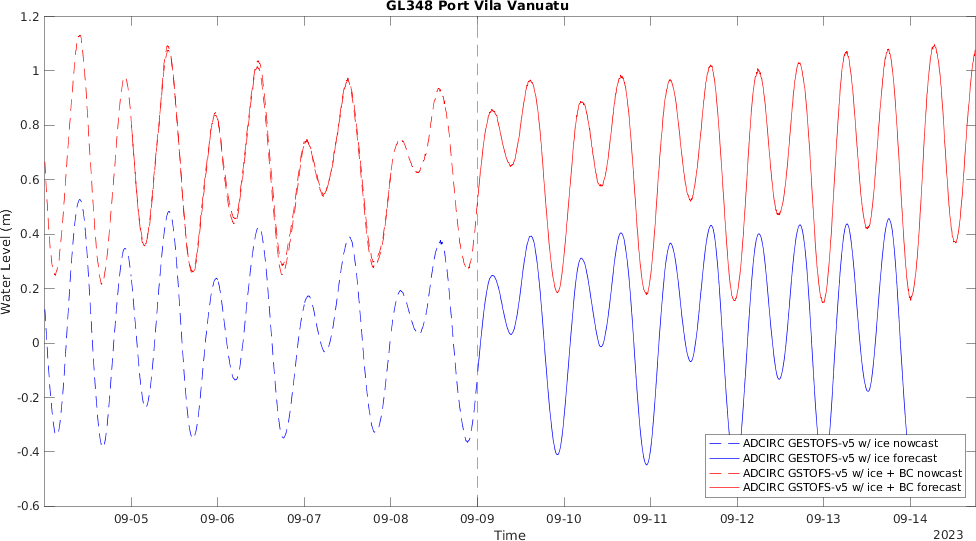 GL348 Port Vila Vanuatu
1.2
1
0.8
0.6
0.4
0.2
0
-0.2
-0.4
-0.6
Water Level (m)
ADCIRC GESTOFS-v5 w/ ice nowcast
ADCIRC GESTOFS-v5 w/ ice forecast
ADCIRC GSTOFS-v5 w/ ice + BC nowcast
ADCIRC GSTOFS-v5 w/ ice + BC forecast
09-05 09-06 09-07 09-08 09-09 09-10 09-11 09-12 09-13 09-14
Time
2023